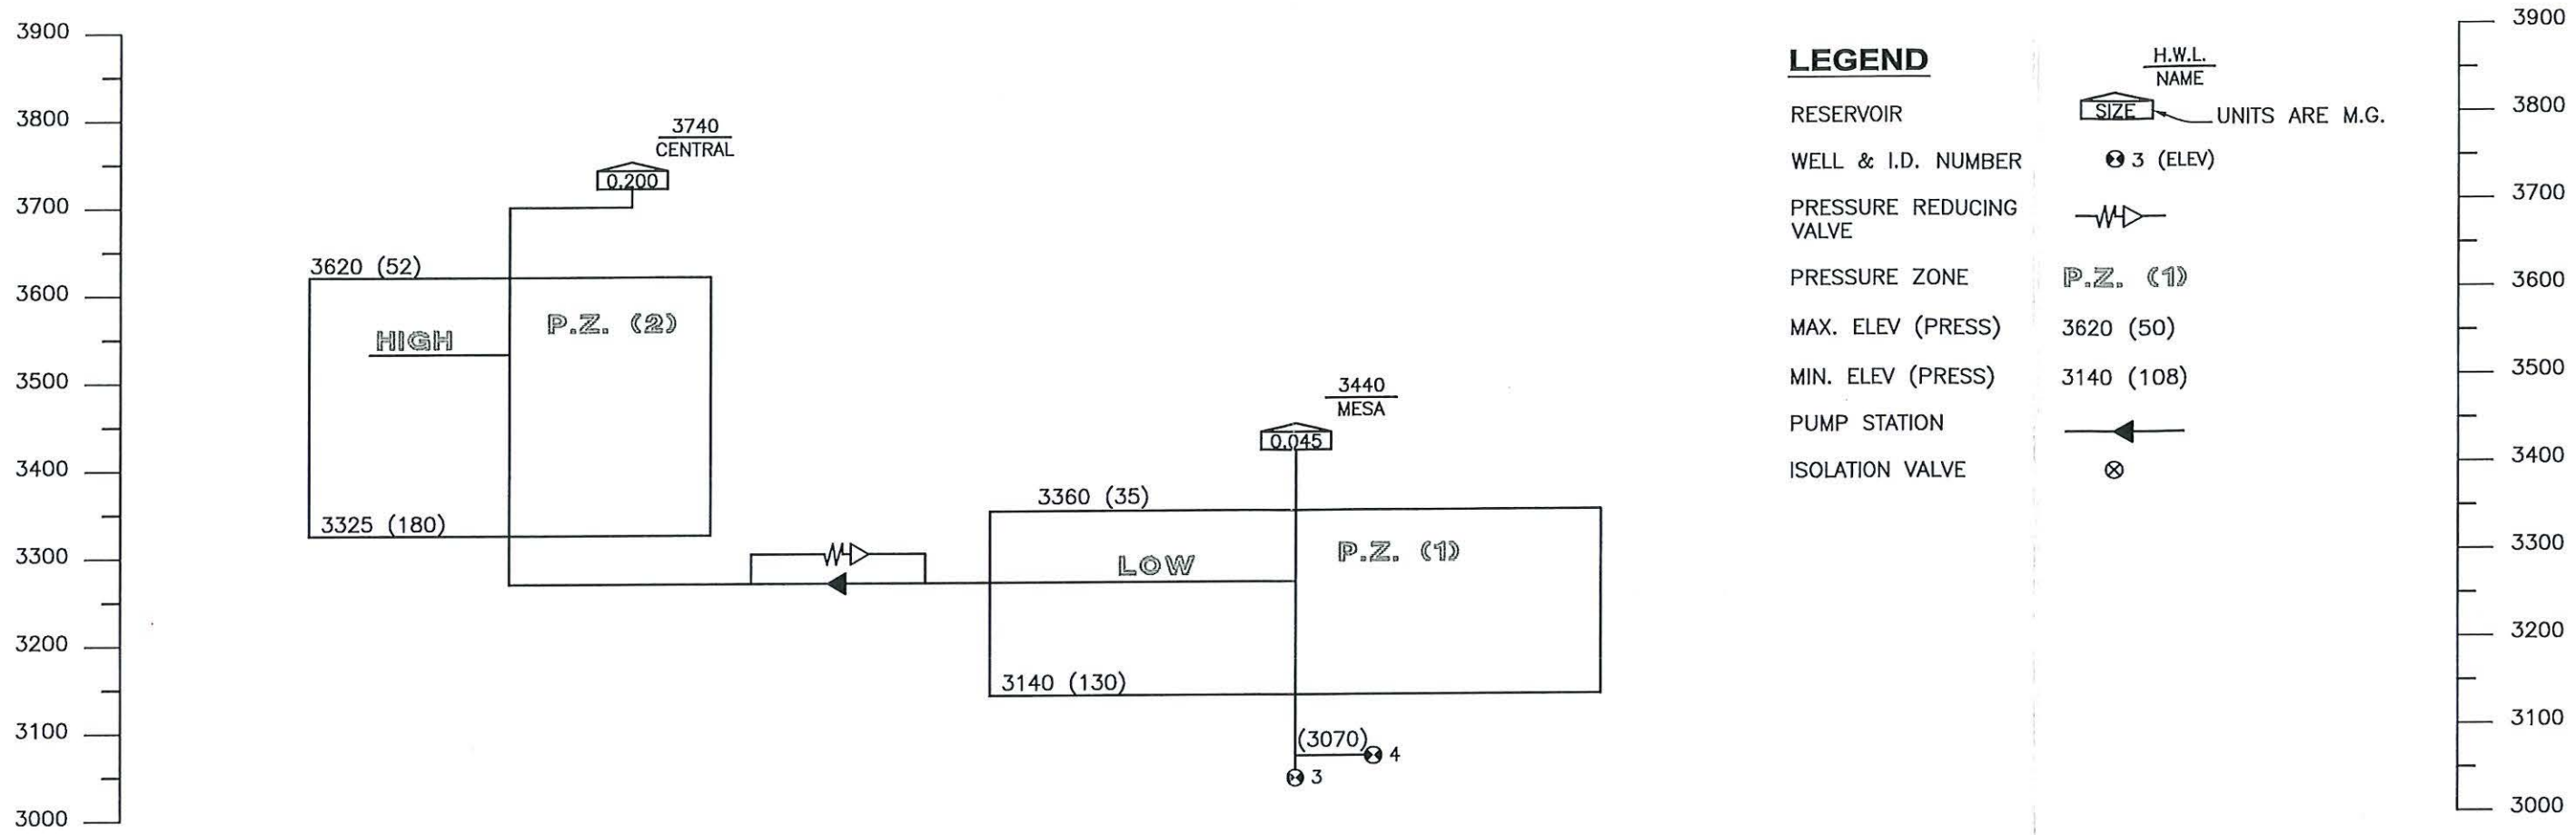 3900
3800
3700
3600
3500
3400
3300
3200
3100
3000
3740
CENTRAL
0.200
3620 (52)
HIGH
P.Z. (2)
3325 (180)
3440
MESA
0.045
3360 (35)
LOW
P.Z. (1)
3140 (130)
(3070)
4
3
LEGEND
H.W.L.
NAME
RESERVOIR
SIZE
UNITS ARE M.G.
WELL & I.D. NUMBER
3 (ELEV)
PRESSURE REDUCING
VALVE
PRESSURE ZONE
P.Z. (1)
MAX. ELEV (PRESS)
3620 (50)
MIN. ELEV (PRESS)
3140 (108)
PUMP STATION
ISOLATION VALVE
3900
3800
3700
3600
3500
3400
3300
3200
3100
3000